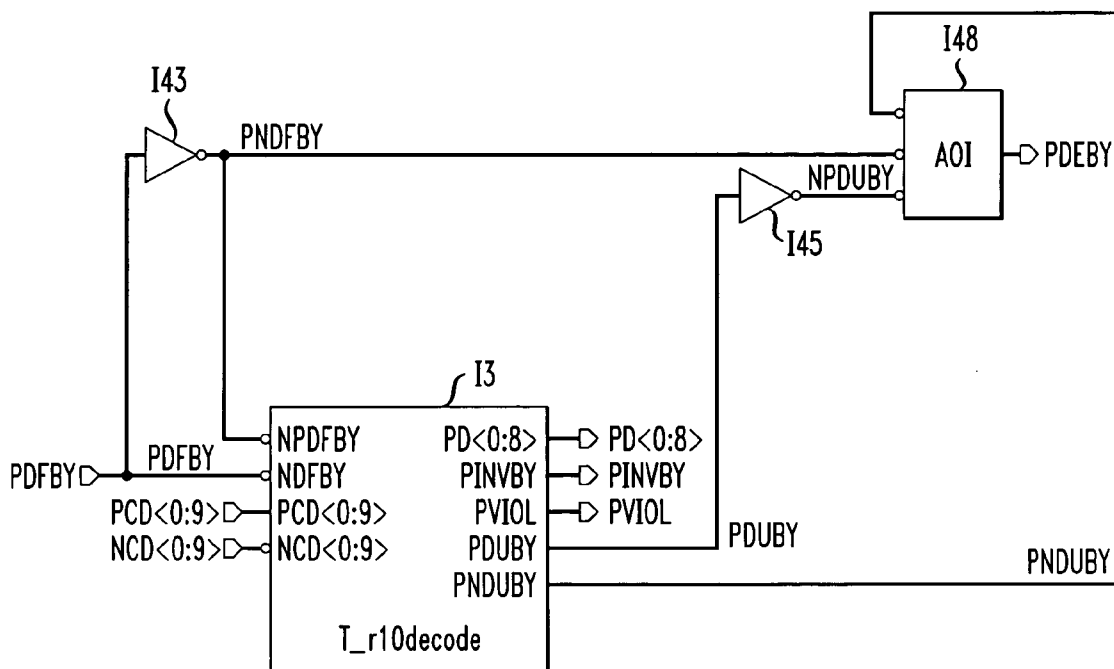 I48
I43
PNDFBY
AOI
PDEBY
NPDUBY
I45
I3
NPDFBY
PD<0:8>
PD<0:8>
PDFBY
PDFBY
NDFBY
PINVBY
PINVBY
PCD<0:9>
PCD<0:9>
PVIOL
PVIOL
NCD<0:9>
NCD<0:9>
PDUBY
PDUBY
PNDUBY
PNDUBY
T_r10decode